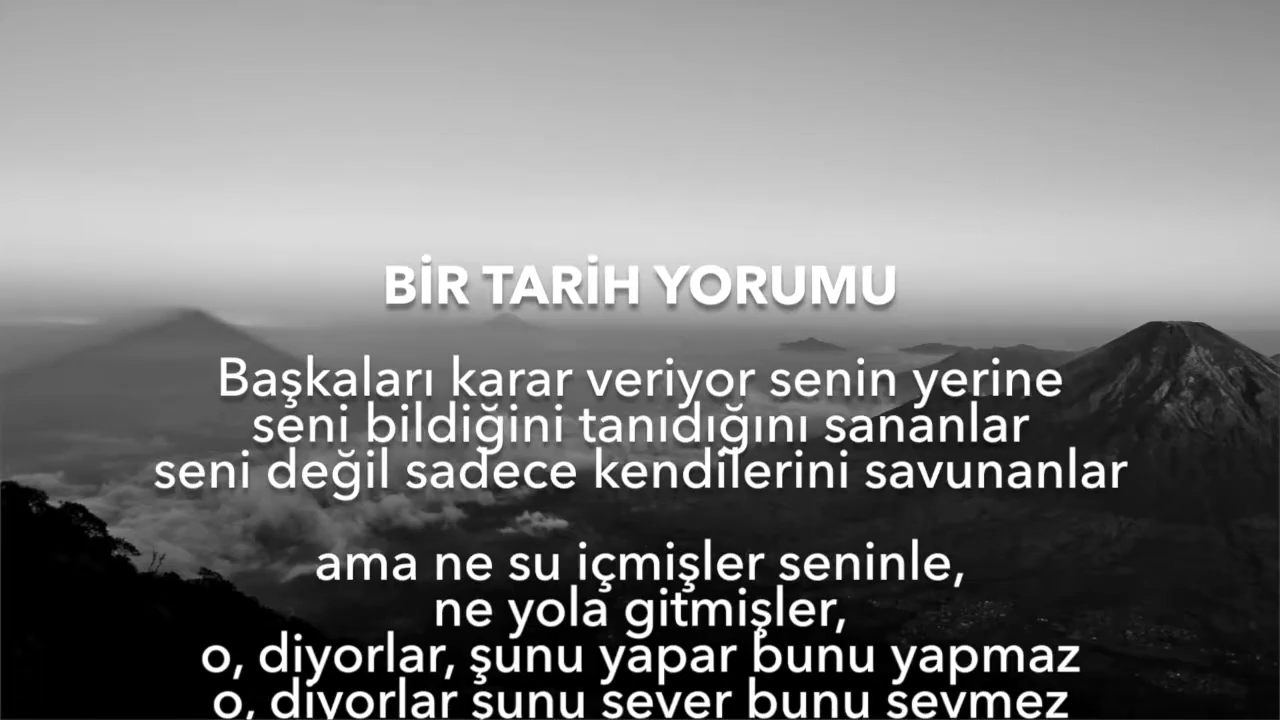 BİR TARİH YORUMU
Başkaları karar veriyor senin yerine
seni bildiğini tanıdığını sananlar
seni değil sadece kendilerini savunanlar
ama ne su içmişler seninle,
ne yola gitmişler,
o, diyorlar, şunu yapar bunu yapmaz
o, diyorlar şunu sever bunu sevmez